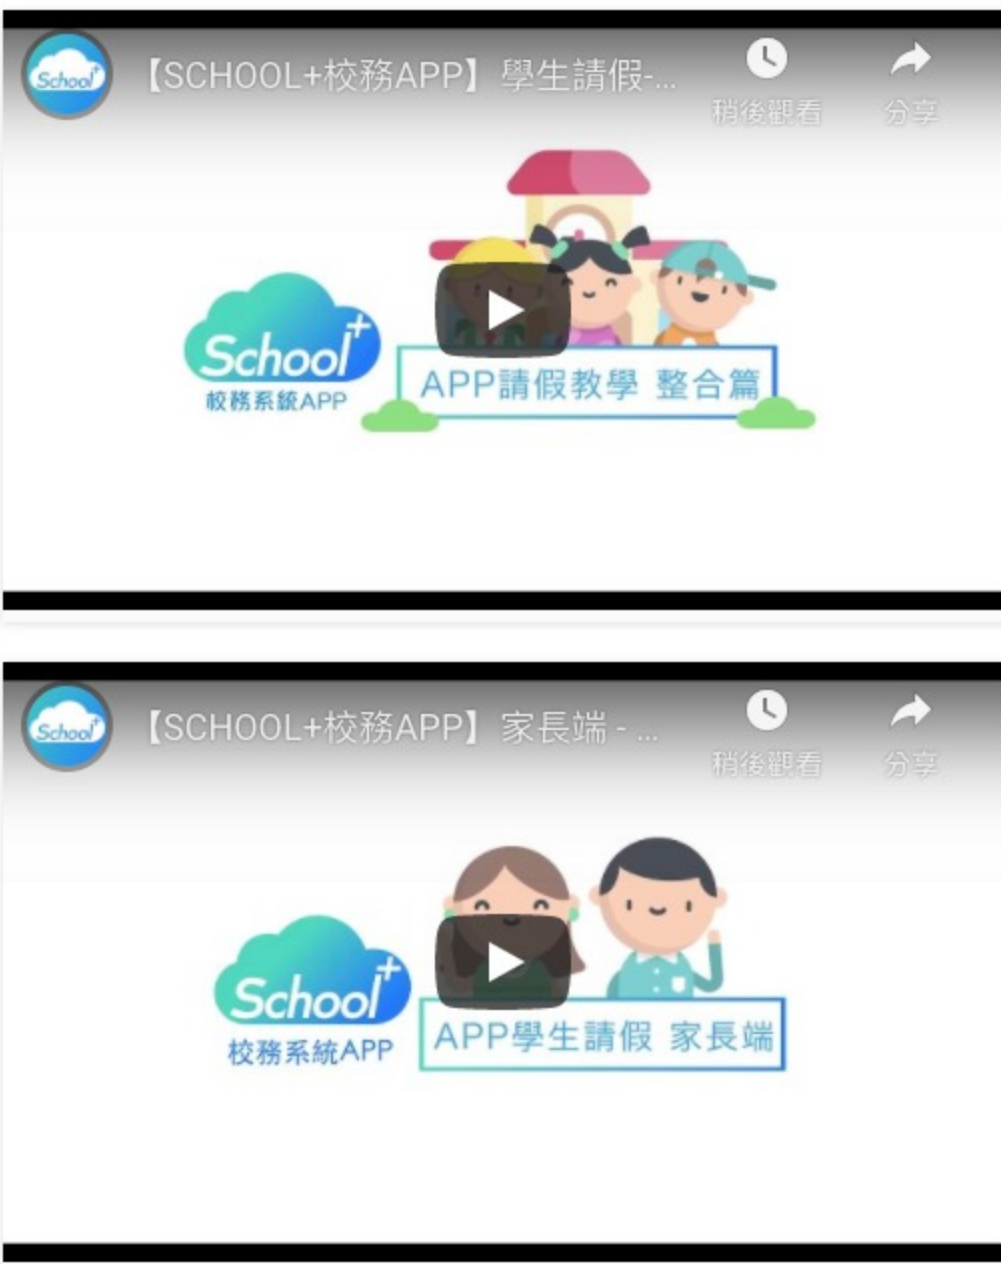 School+
【SCHOOL+校務APP】學生請假-...
稍後觀看
分享
School+
校務系統APP
APP請假教學 整合篇
School+
【SCHOOL+校務APP】家長端 - ...
稍後觀看
分享
School+
校務系統APP
APP學生請假 家長端